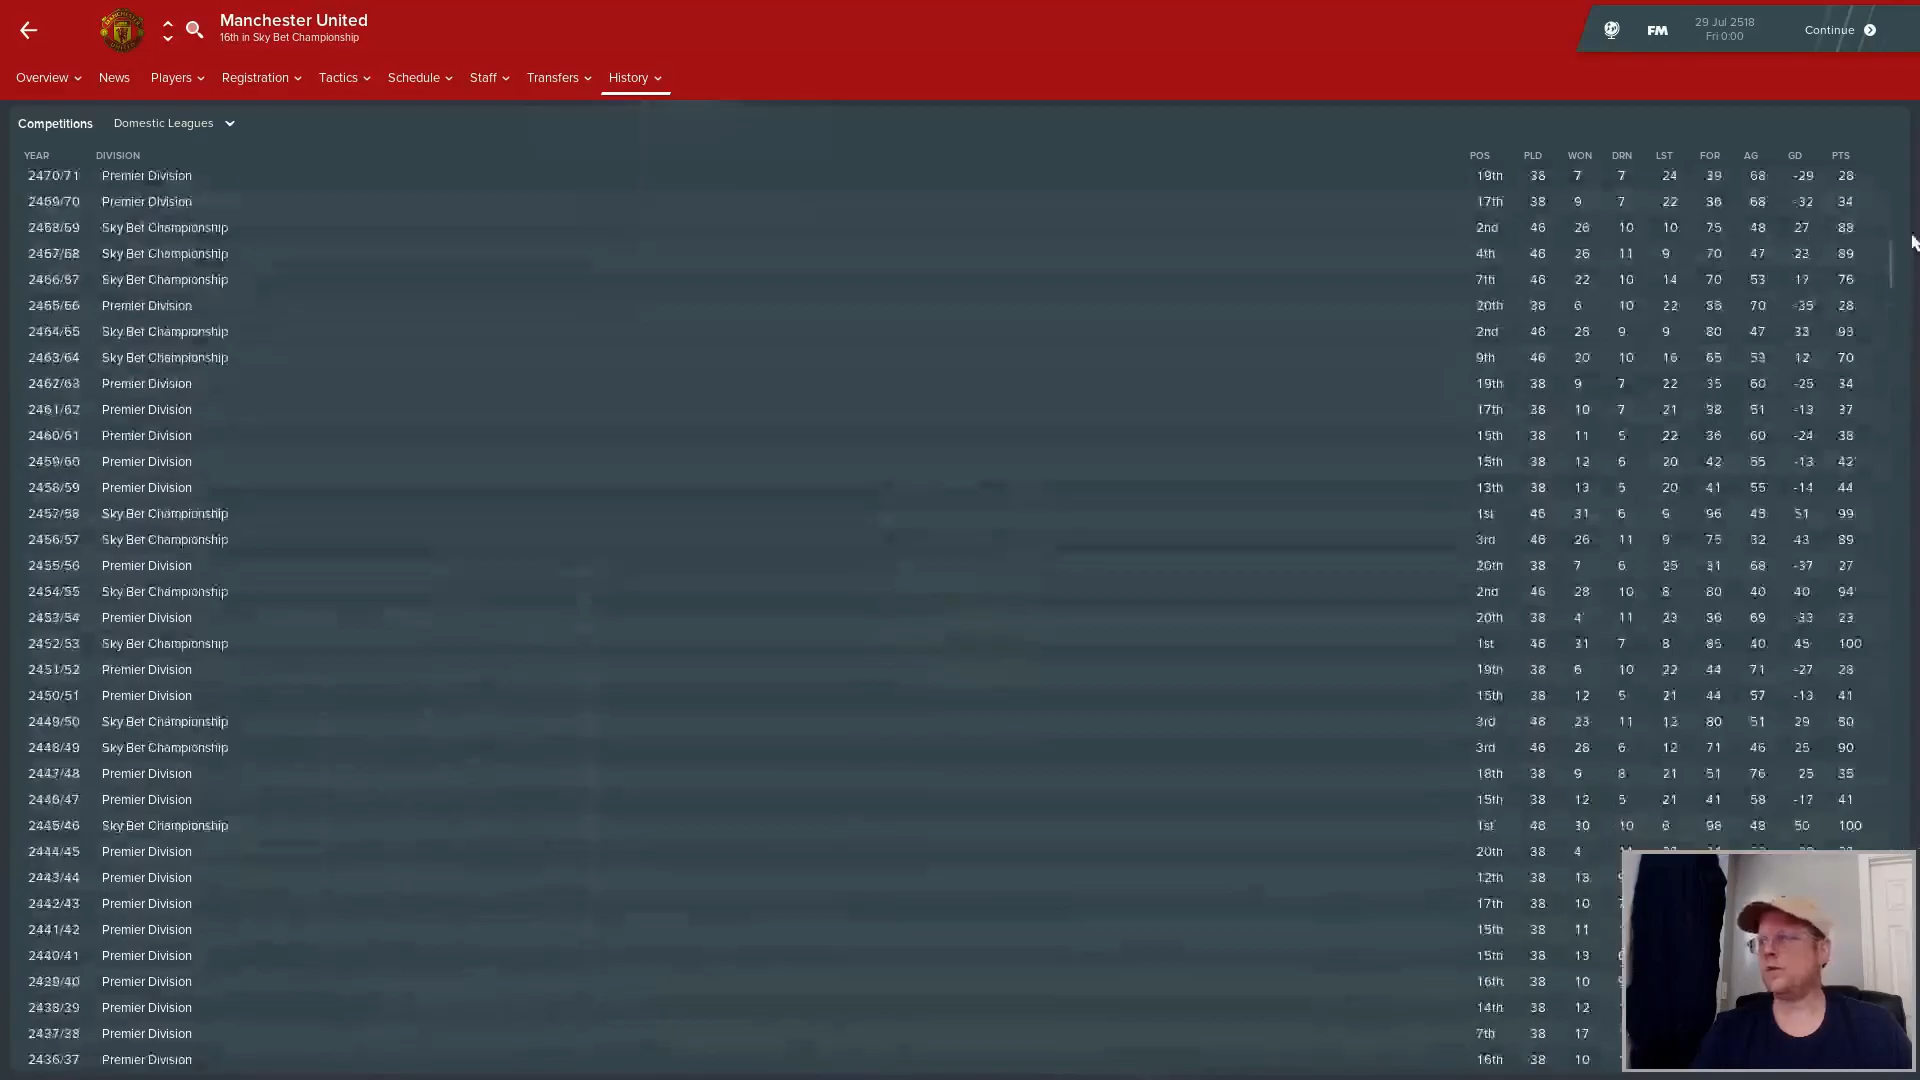 Manchester United
16th in Sky Bet Championship
FM
29 Jul 2518
Fri 0:00
Continue
Overview News Players Registration Tactics Schedule Staff Transfers History
Competitions Domestic Leagues
YEAR DIVISION POS PLD WON DRN LST FOR AG GD PTS
2470/71 Premier Division 19th 38 7 7 24 39 68 -29 28
2469/70 Premier Division 17th 38 9 7 22 36 68 -32 34
2468/69 Sky Bet Championship 2nd 46 26 10 10 75 48 27 88
2467/68 Sky Bet Championship 4th 46 26 11 9 70 47 23 89
2466/67 Sky Bet Championship 7th 46 22 10 14 70 53 17 76
2465/66 Premier Division 20th 38 6 10 22 35 70 -35 28
2464/65 Sky Bet Championship 2nd 46 28 9 9 80 47 33 93
2463/64 Sky Bet Championship 9th 46 20 10 16 65 53 12 70
2462/63 Premier Division 19th 38 9 7 22 35 60 -25 34
2461/62 Premier Division 17th 38 10 7 21 38 51 -13 37
2460/61 Premier Division 15th 38 11 5 22 36 60 -24 38
2459/60 Premier Division 15th 38 12 6 20 42 55 -13 42
2458/59 Premier Division 13th 38 13 5 20 41 55 -14 44
2457/58 Sky Bet Championship 1st 46 31 6 9 96 45 51 99
2456/57 Sky Bet Championship 3rd 46 26 11 9 75 32 43 89
2455/56 Premier Division 20th 38 7 6 25 31 68 -37 27
2454/55 Sky Bet Championship 2nd 46 28 10 8 80 40 40 94
2453/54 Premier Division 20th 38 4 11 23 36 69 -33 23
2452/53 Sky Bet Championship 1st 46 31 7 8 85 40 45 100
2451/52 Premier Division 19th 38 6 10 22 44 71 -27 28
2450/51 Premier Division 15th 38 12 5 21 44 57 -13 41
2449/50 Sky Bet Championship 3rd 46 23 11 12 80 51 29 80
2448/49 Sky Bet Championship 3rd 46 28 6 12 71 46 25 90
2447/48 Premier Division 18th 38 9 8 21 51 76 25 35
2446/47 Premier Division 15th 38 12 5 21 41 58 -17 41
2445/46 Sky Bet Championship 1st 46 30 10 6 98 48 50 100
2444/45 Premier Division 20th 38 4
2443/44 Premier Division 12th 38 13
2442/43 Premier Division 17th 38 10
2441/42 Premier Division 15th 38 11
2440/41 Premier Division 15th 38 13
2439/40 Premier Division 16th 38 10
2438/39 Premier Division 14th 38 12
2437/38 Premier Division 7th 38 17
2436/37 Premier Division 16th 38 10